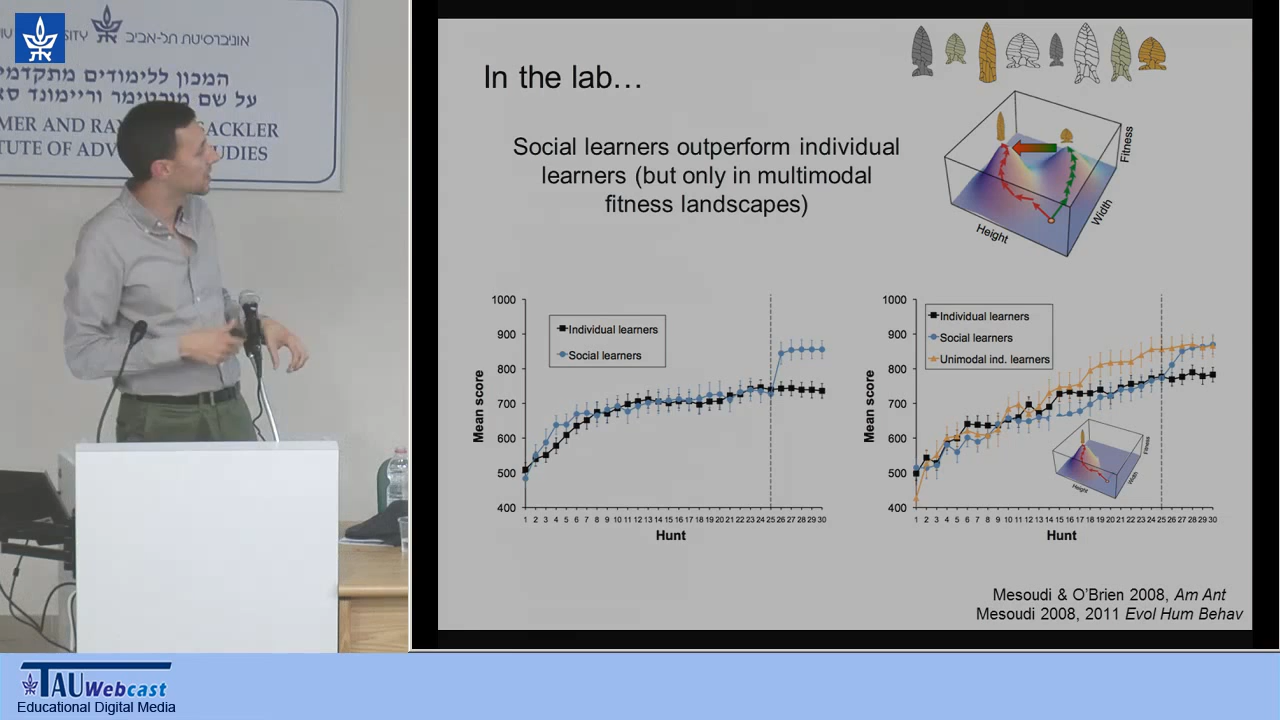 UNIVERSITY אוניברסיטת תל-אביב
המכון ללימודים מתקדמי
על שם מורטימר וריימונד סא
MER AND RAY SACKLER
TUTE OF ADV STUDIES
In the lab…
Social learners outperform individual
learners (but only in multimodal
fitness landscapes)
Fitness
Width
Height
1000
900
800
700
600
500
400
Mean score
Individual learners
Social learners
1 2 3 4 5 6 7 8 9 10 11 12 13 14 15 16 17 18 19 20 21 22 23 24 25 26 27 28 29 30
Hunt
1000
900
800
700
600
500
400
Mean score
Individual learners
Social learners
Unimodal ind. learners
Fitness
Width
Height
1 2 3 4 5 6 7 8 9 10 11 12 13 14 15 16 17 18 19 20 21 22 23 24 25 26 27 28 29 30
Hunt
Mesoudi & O'Brien 2008, Am Ant
Mesoudi 2008, 2011 Evol Hum Behav
TAU Webcast
Educational Digital Media